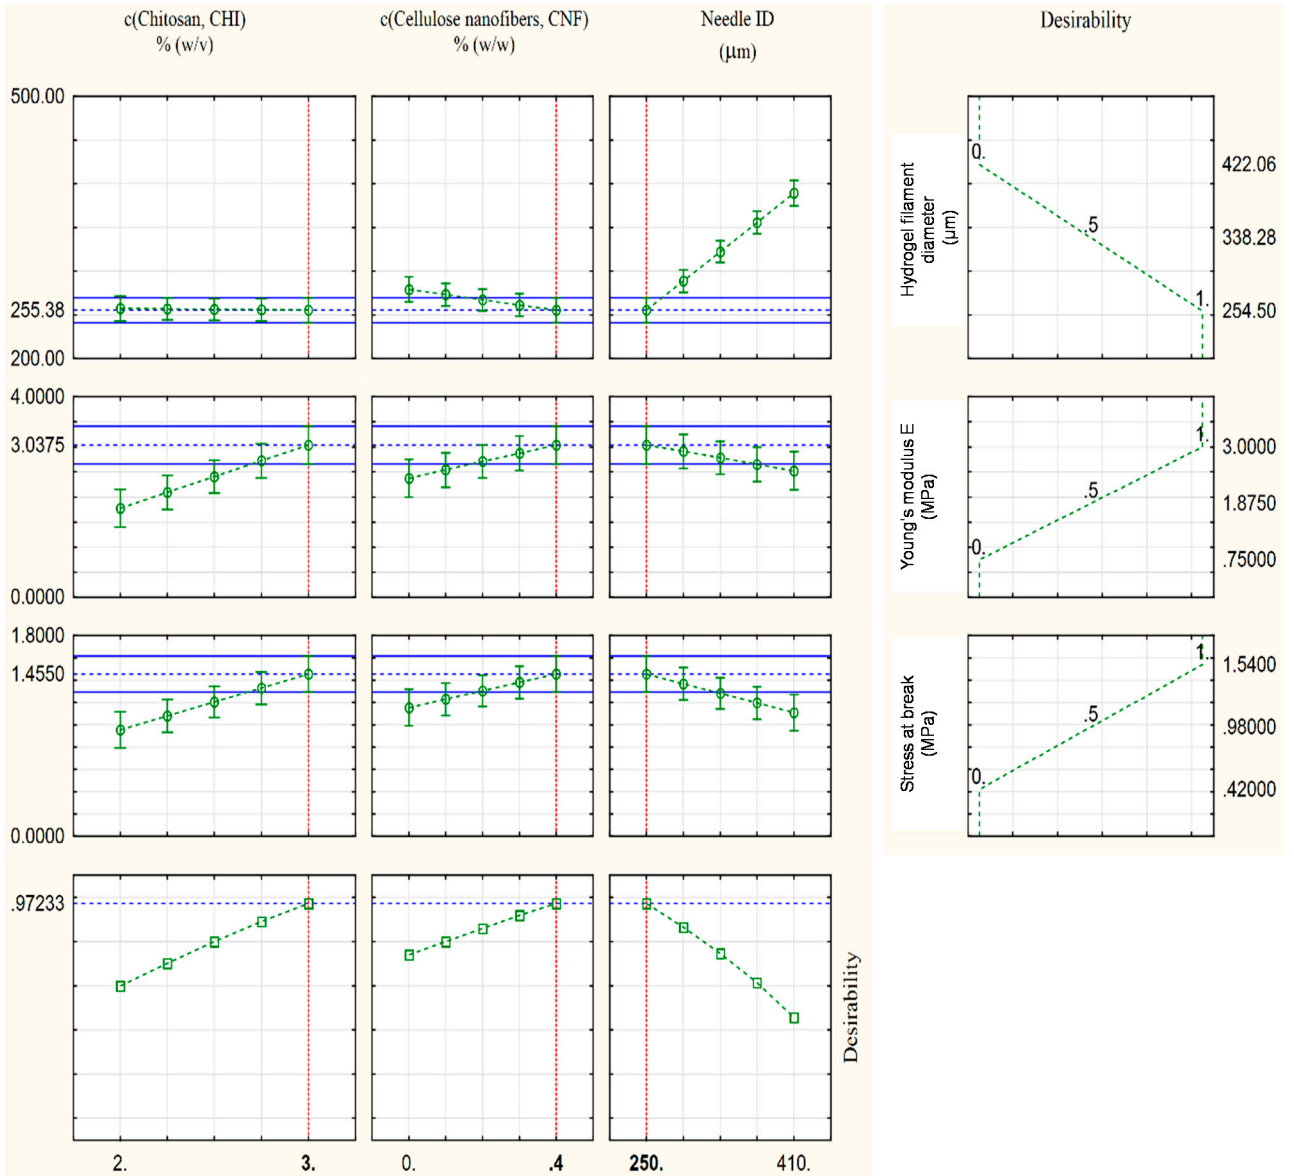 c(Chitosan, CHI)
% (w/v)
c(Cellulose nanofibers, CNF)
% (w/w)
Needle ID
(µm)
Desirability
500.00
255.38
200.00
Hydrogel filament
diameter
(µm)
0.
.5
1.
422.06
338.28
254.50
4.0000
3.0375
0.0000
Young's modulus E
(MPa)
0.
.5
1.
3.0000
1.8750
.75000
1.8000
1.4550
0.0000
Stress at break
(MPa)
0.
.5
1.
1.5400
.98000
.42000
.97233
Desirability
2.
3.
0.
.4
250.
410.